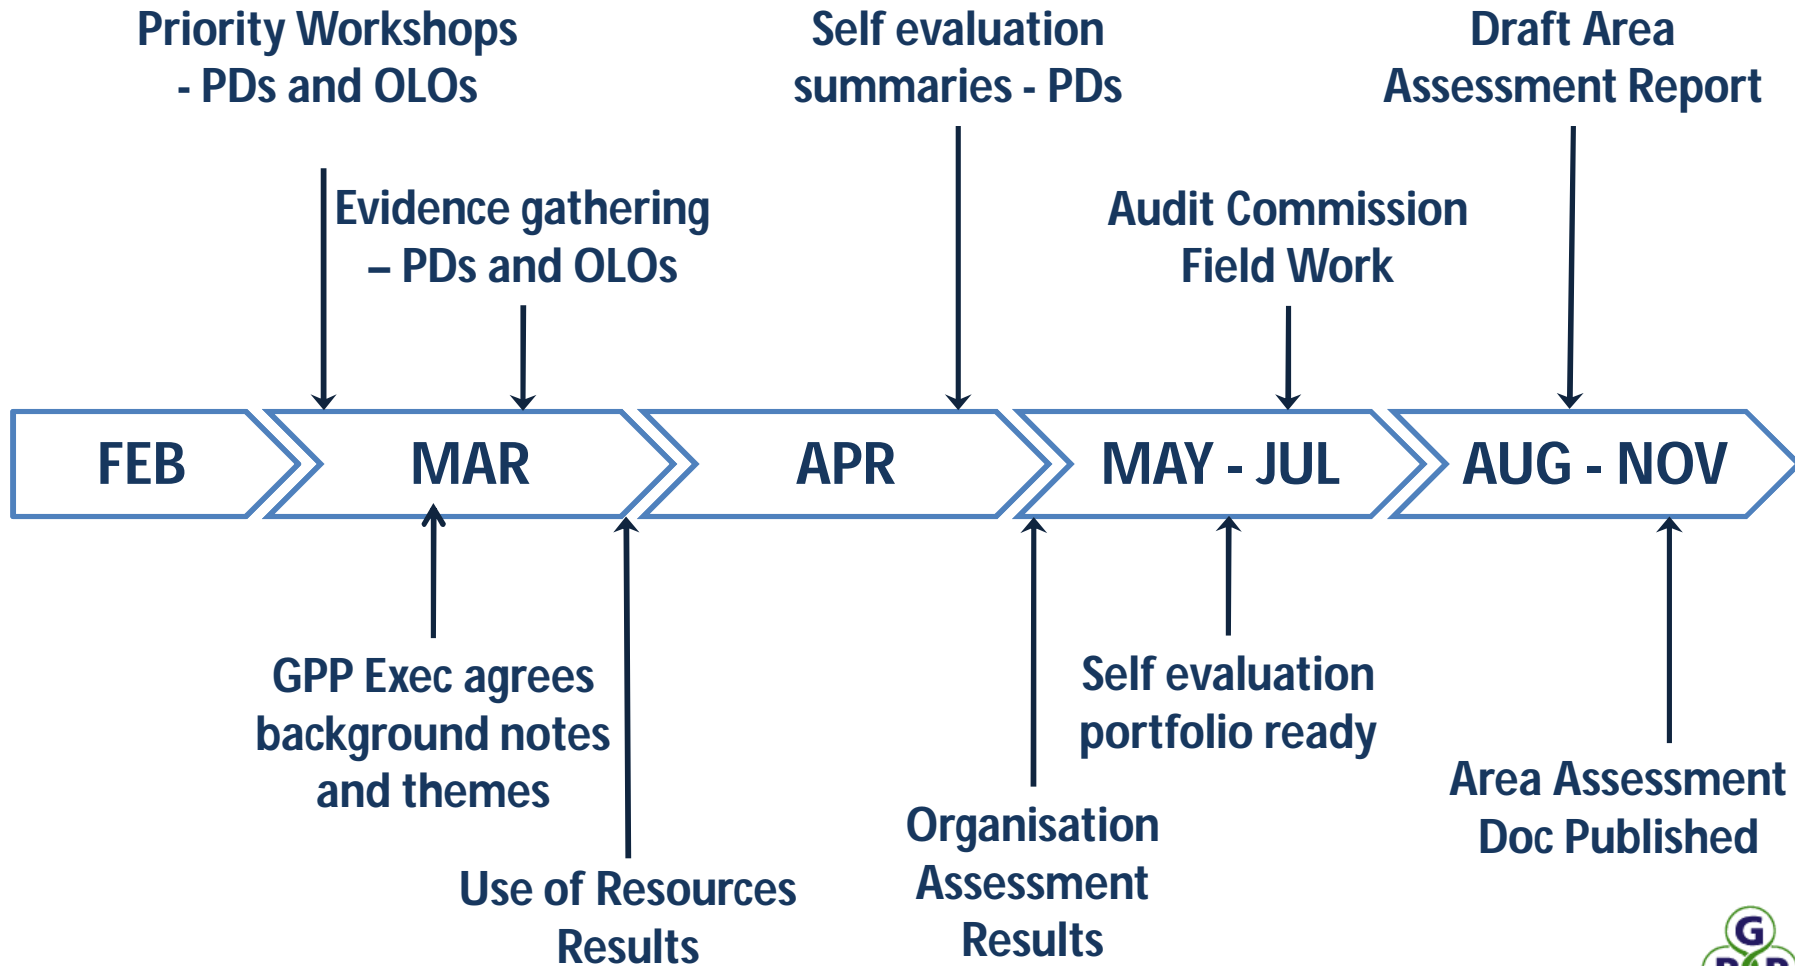 Priority Workshops
- PDs and OLOs
Self evaluation
summaries - PDs
Draft Area
Assessment Report
Evidence gathering
– PDs and OLOs
Audit Commission
Field Work
FEB
MAR
APR
MAY - JUL
AUG - NOV
GPP Exec agrees
background notes
and themes
Use of Resources
Results
Organisation
Assessment
Results
Self evaluation
portfolio ready
Area Assessment
Doc Published
G
P P